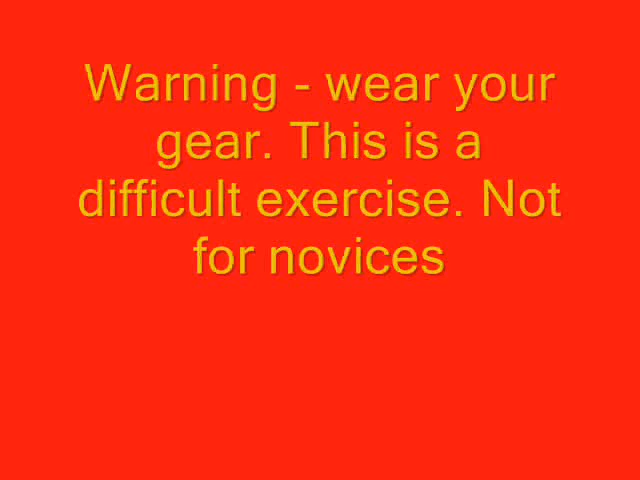 Warning - wear your
gear. This is a
difficult exercise. Not
for novices